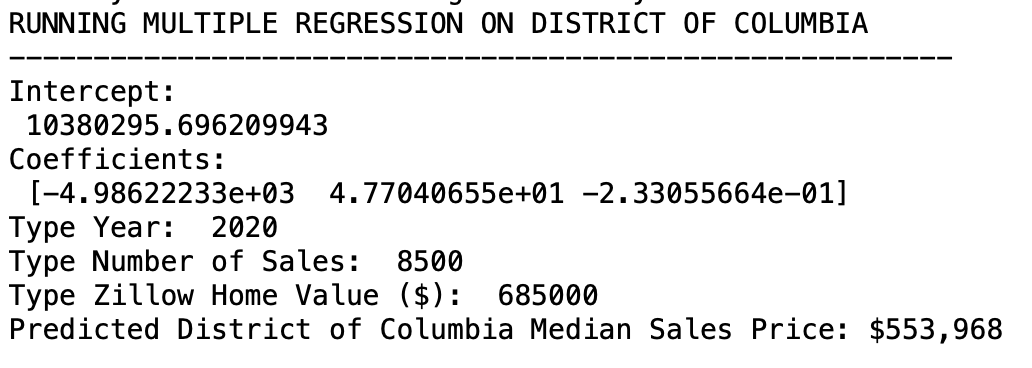 RUNNING MULTIPLE REGRESSION ON DISTRICT OF COLUMBIA
--------------------------------------------------------
Intercept:
10380295.696209943
Coefficients:
[-4.98622233e+03  4.77040655e+01 -2.33055664e-01]
Type Year:  2020
Type Number of Sales:  8500
Type Zillow Home Value ($):  685000
Predicted District of Columbia Median Sales Price: $553,968